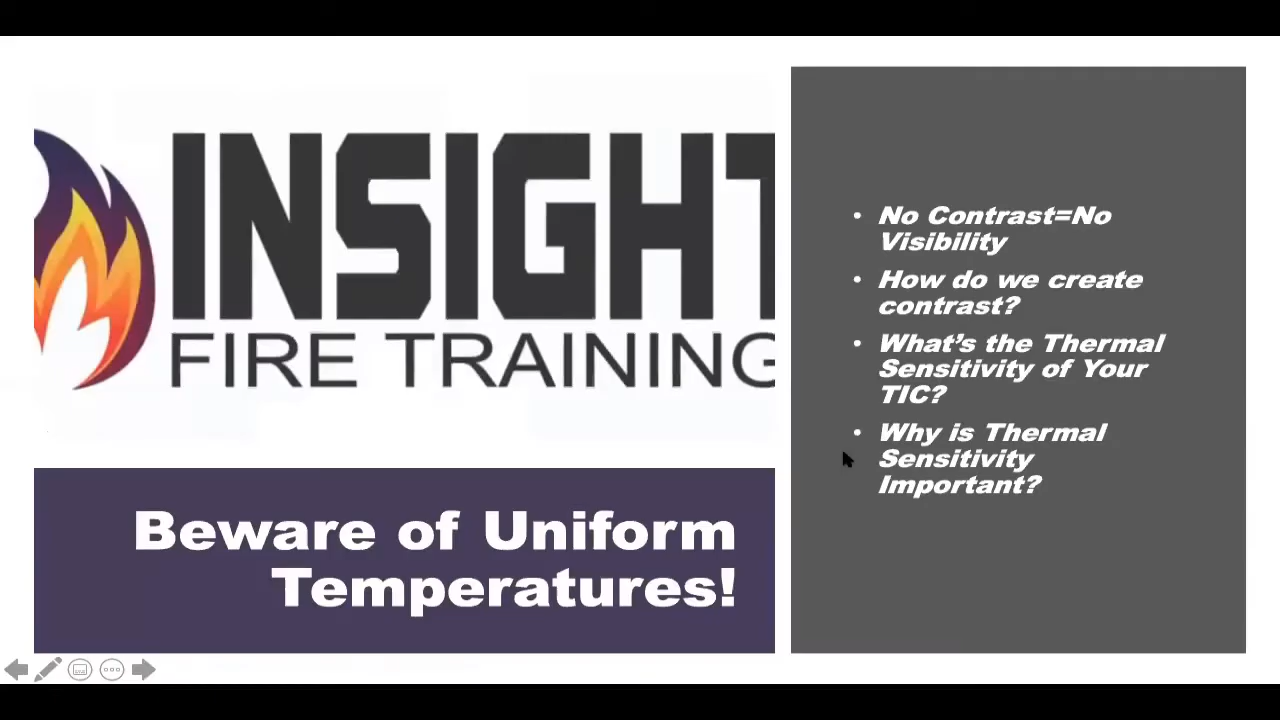 INSIGHT
FIRE TRAINING
Beware of Uniform
Temperatures!
• No Contrast=No
Visibility
• How do we create
contrast?
• What's the Thermal
Sensitivity of Your
TIC?
• Why is Thermal
Sensitivity
Important?